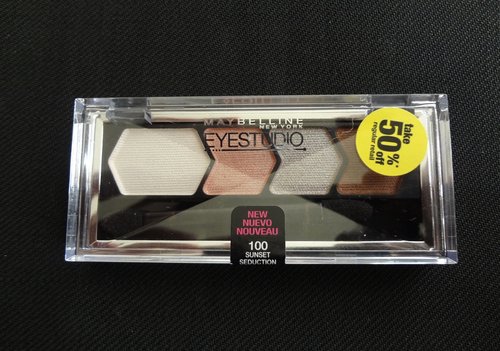 MAYBELLINE
NEW YORK
EYESTUDIO
take
50%*
off
regular retail
NEW
NUEVO
NOUVEAU
100
SUNSET
SEDUCTION